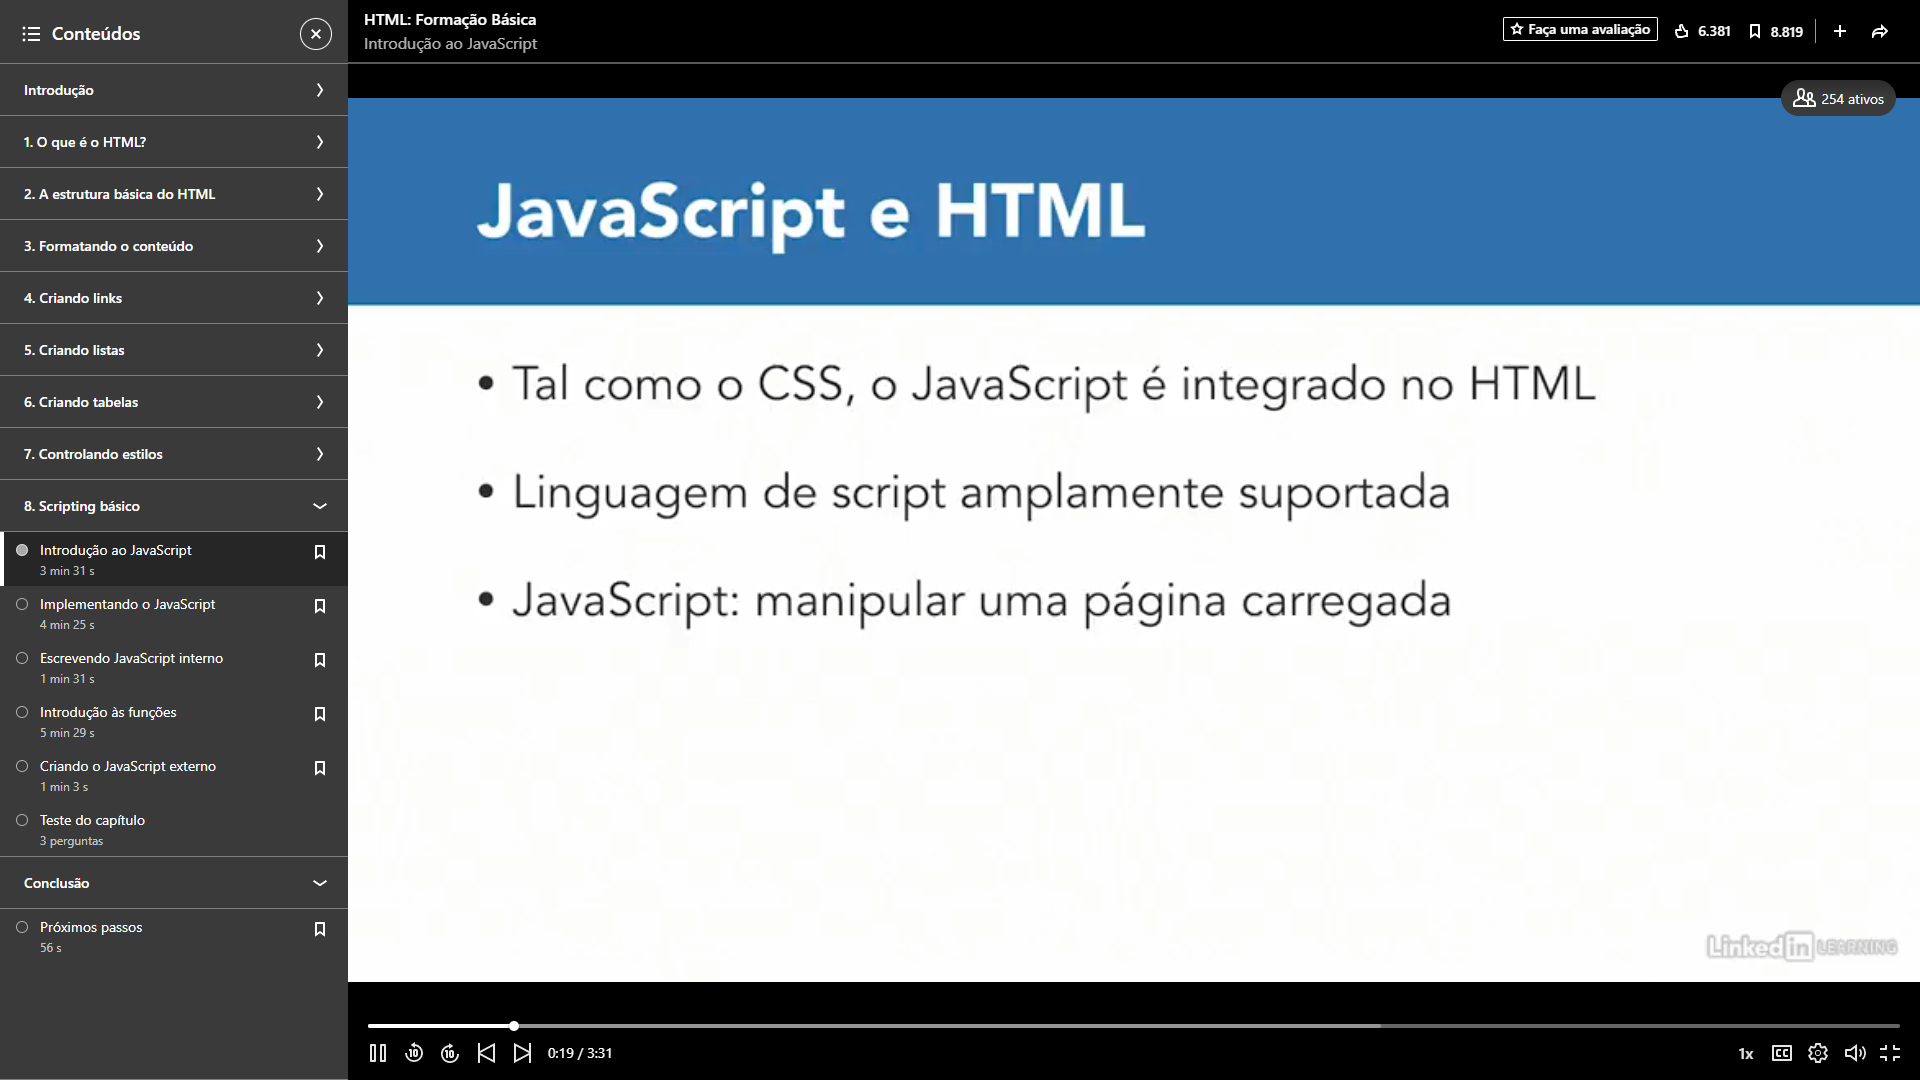 Conteúdos
Introdução
1. O que é o HTML?
2. A estrutura básica do HTML
3. Formatando o conteúdo
4. Criando links
5. Criando listas
6. Criando tabelas
7. Controlando estilos
8. Scripting básico
Introdução ao JavaScript
3 min 31 s
Implementando o JavaScript
4 min 25 s
Escrevendo JavaScript interno
1 min 31 s
Introdução às funções
5 min 29 s
Criando o JavaScript externo
1 min 3 s
Teste do capítulo
3 perguntas
Conclusão
Próximos passos
56 s
HTML: Formação Básica
Introdução ao JavaScript
Faça uma avaliação 6.381 8.819
254 ativos
JavaScript e HTML
• Tal como o CSS, o JavaScript é integrado no HTML
• Linguagem de script amplamente suportada
• JavaScript: manipular uma página carregada
Linked in LEARNING
10 10 0:19 / 3:31 1x CC